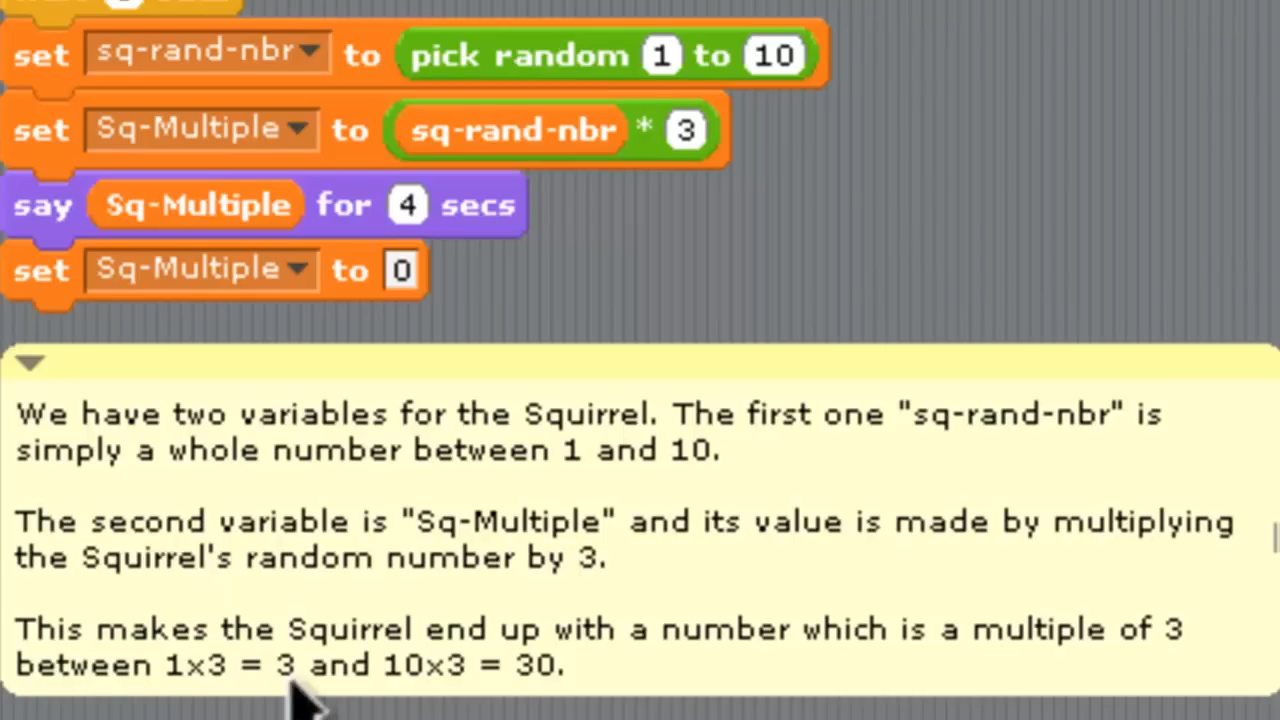 set sq-rand-nbr to pick random 1 to 10
set Sq-Multiple to sq-rand-nbr * 3
say Sq-Multiple for 4 secs
set Sq-Multiple to 0
We have two variables for the Squirrel. The first one "sq-rand-nbr" is
simply a whole number between 1 and 10.
The second variable is "Sq-Multiple" and its value is made by multiplying
the Squirrel's random number by 3.
This makes the Squirrel end up with a number which is a multiple of 3
between 1x3 = 3 and 10x3 = 30.